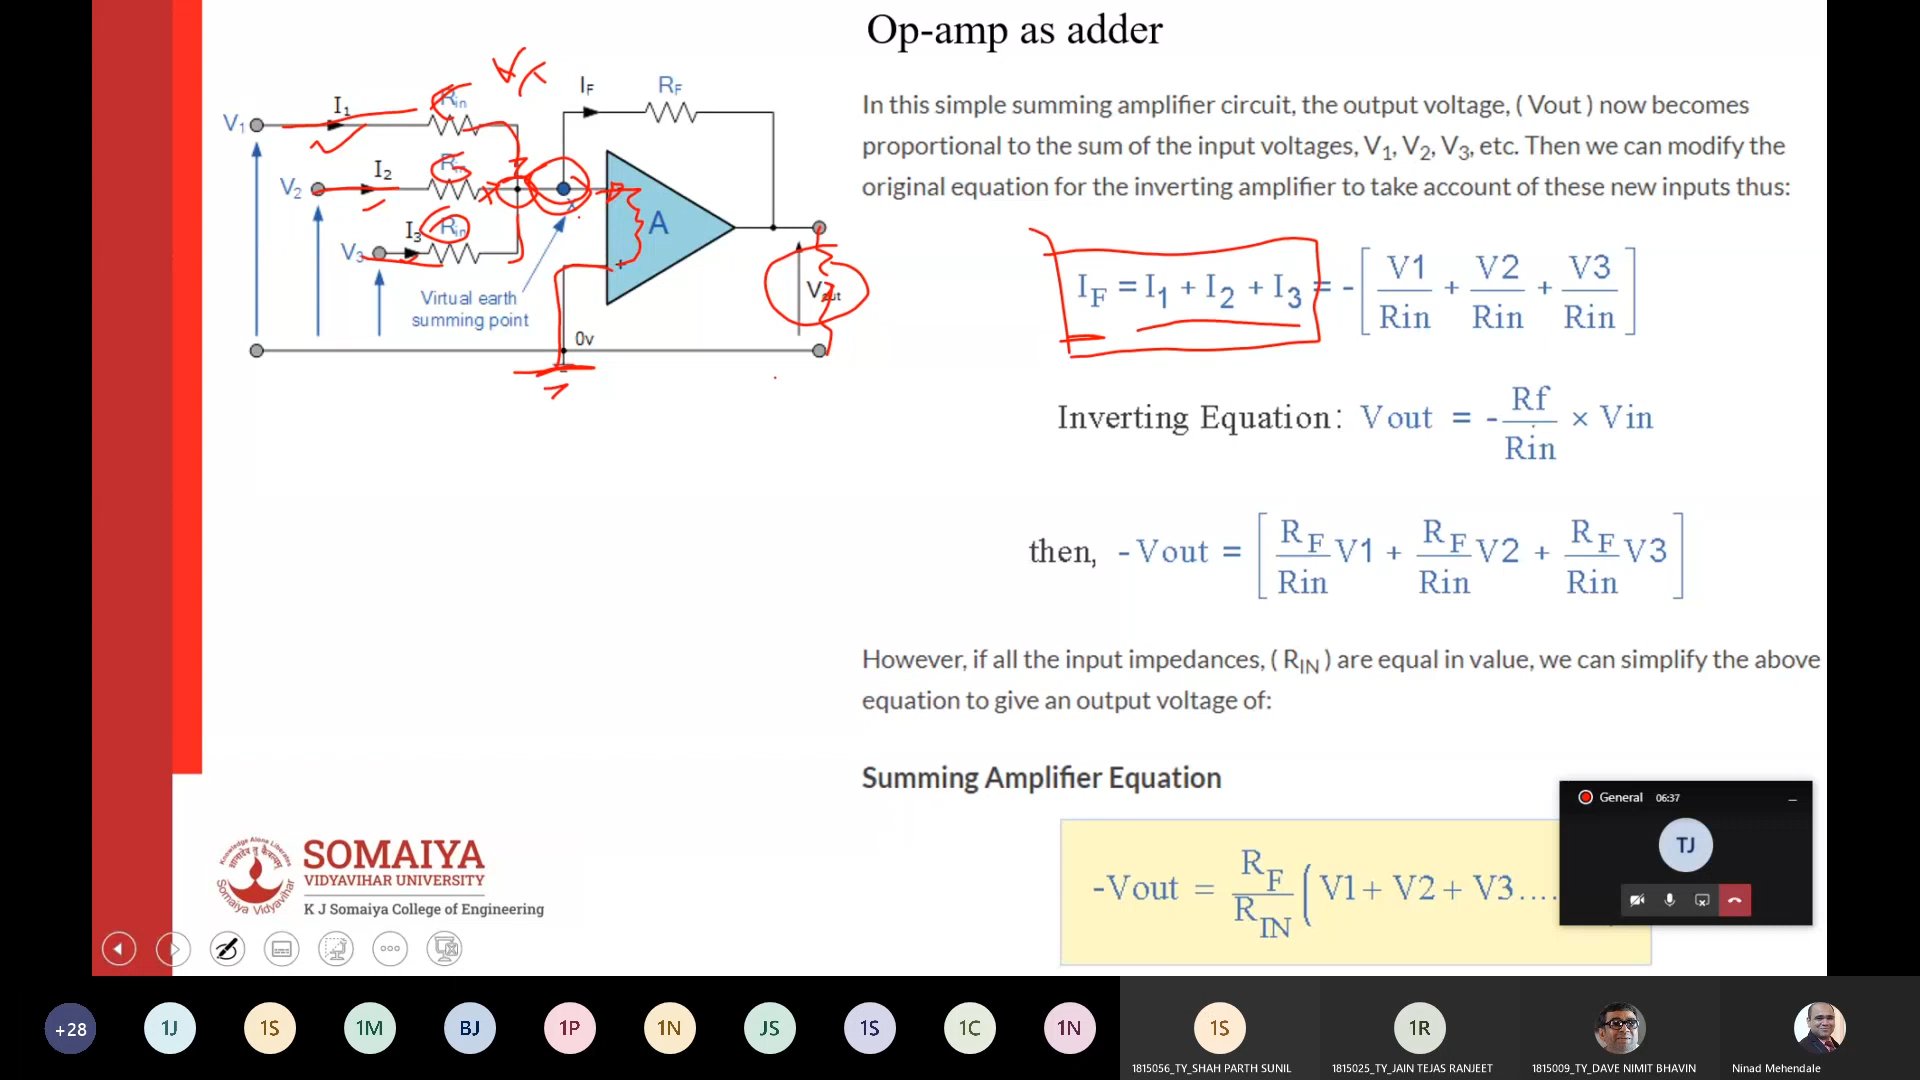 Op-amp as adder
In this simple summing amplifier circuit, the output voltage, ( Vout ) now becomes
proportional to the sum of the input voltages, V1, V2, V3, etc. Then we can modify the
original equation for the inverting amplifier to take account of these new inputs thus:
IF = I1 + I2 + I3 = - [ V1/Rin + V2/Rin + V3/Rin ]
Inverting Equation: Vout = - Rf/Rin × Vin
then, -Vout = [ RF/Rin V1 + RF/Rin V2 + RF/Rin V3 ]
However, if all the input impedances, ( RIN ) are equal in value, we can simplify the above
equation to give an output voltage of:
Summing Amplifier Equation
-Vout = RF/RIN ( V1 + V2 + V3....
IF
RF
I1
Rin
V1
I2
Rin
V2
I3
Rin
V3
X
A
+
Virtual earth
summing point
0v
Vout
SOMAIYA
VIDYAVIHAR UNIVERSITY
K J Somaiya College of Engineering
Knowledge Alone Liberates
Somaiya Vidyavihar
General 06:37
TJ
+28
1J
1S
1M
BJ
1P
1N
JS
1S
1C
1N
1S
1R
1815056_TY_SHAH PARTH SUNIL
1815025_TY_JAIN TEJAS RANJEET
1815009_TY_DAVE NIMIT BHAVIN
Ninad Mehendale